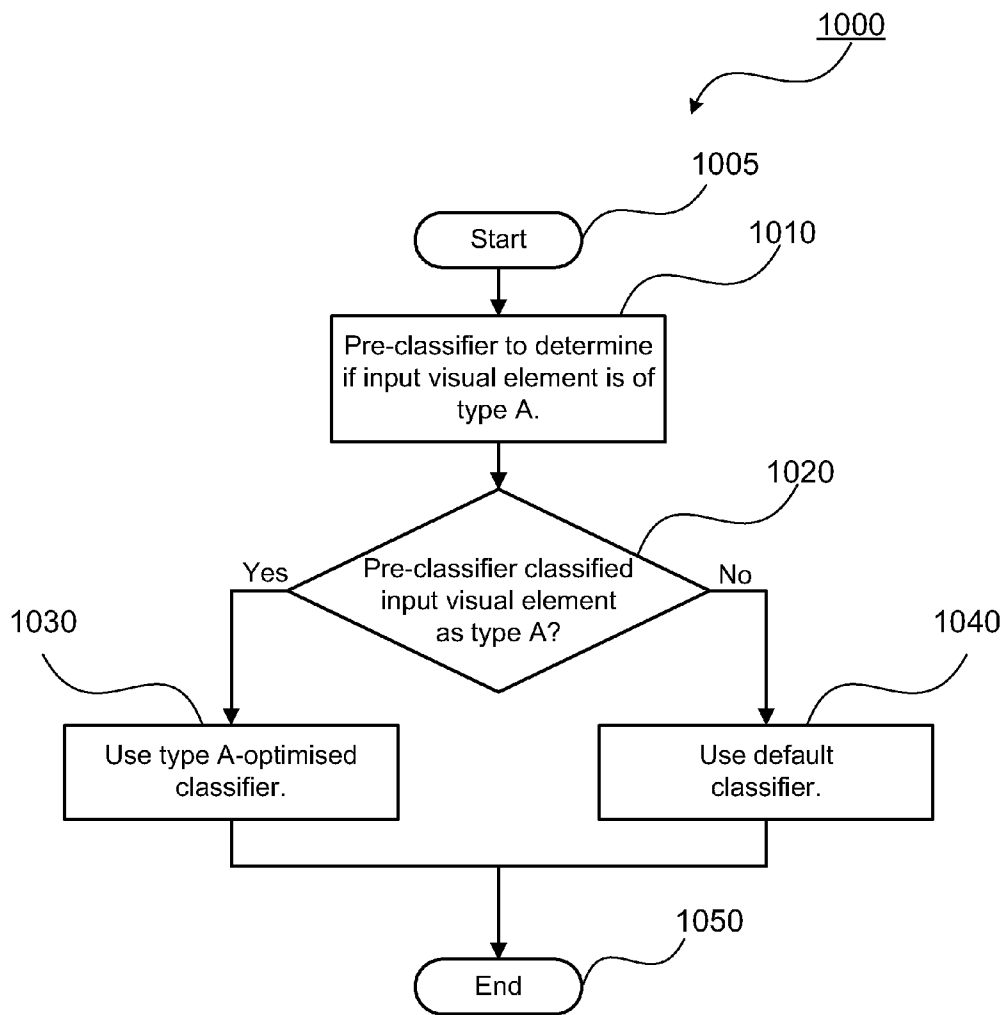 1000
1005
Start
1010
Pre-classifier to determine
if input visual element is of
type A.
1020
Yes
No
Pre-classifier classified
input visual element
as type A?
1030
1040
Use type A-optimised
classifier.
Use default
classifier.
1050
End